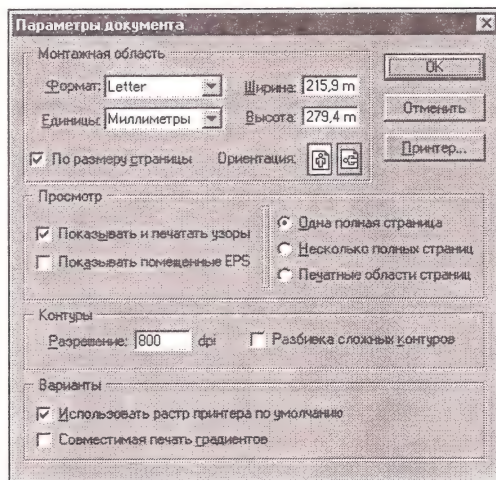 Параметры документа
Монтажная область
Формат: Letter
Ширина: 215,9 m
OK
Единицы: Миллиметры
Высота: 279,4 m
Отменить
По размеру страницы
Ориентация:
Принтер...
Просмотр
Показывать и печатать узоры
Показывать помещенные EPS
Одна полная страница
Несколько полных страниц
Печатные области страниц
Контуры
Разрешение: 800 dpi
Разбивка сложных контуров
Варианты
Использовать растр принтера по умолчанию
Совместимая печать градиентов